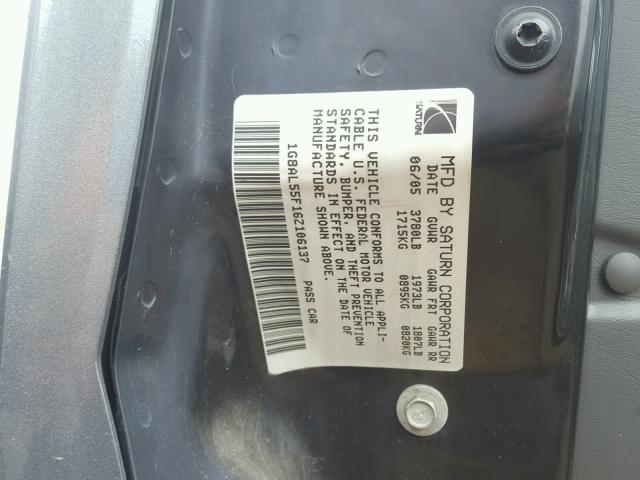 SATURN
MFD BY SATURN CORPORATION
DATE GVWR GAWR FRT GAWR RR
06/05 3780LB 1973LB 1807LB
1715KG 0895KG 0820KG
THIS VEHICLE CONFORMS TO ALL APPLI-
CABLE U.S. FEDERAL MOTOR VEHICLE
SAFETY, BUMPER, AND THEFT PREVENTION
STANDARDS IN EFFECT ON THE DATE OF
MANUFACTURE SHOWN ABOVE.
1G8AL55F16Z106137 PASS CAR